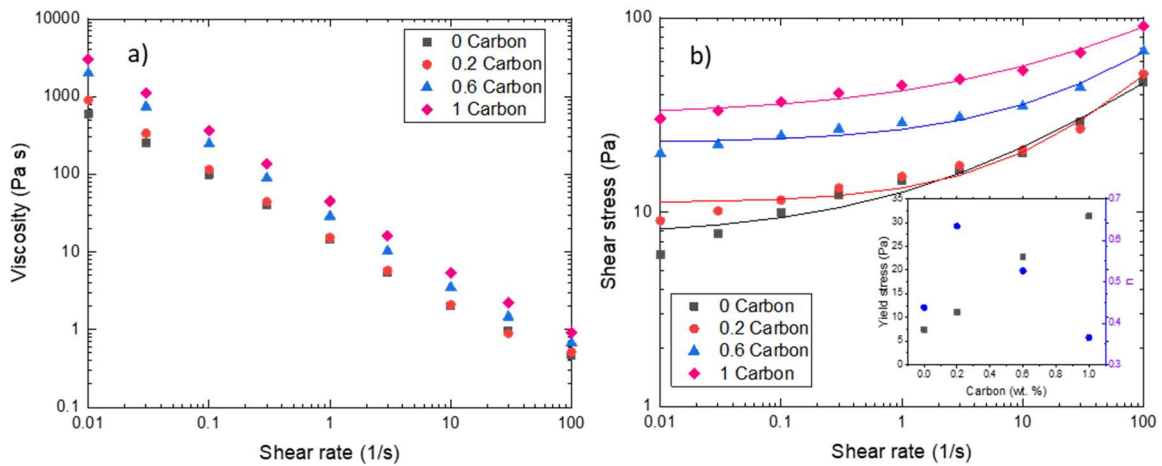 a)
0 Carbon
0.2 Carbon
0.6 Carbon
1 Carbon
10000
1000
100
10
1
0.1
Viscosity (Pa s)
0.01
0.1
1
10
100
Shear rate (1/s)
b)
100
10
1
Shear stress (Pa)
0 Carbon
0.2 Carbon
0.6 Carbon
1 Carbon
0.01
0.1
1
10
100
Shear rate (1/s)
35
30
25
20
15
10
5
0
Yield stress (Pa)
0.7
0.6
0.5
0.4
0.3
n
0.0
0.2
0.4
0.6
0.8
1.0
Carbon (wt. %)